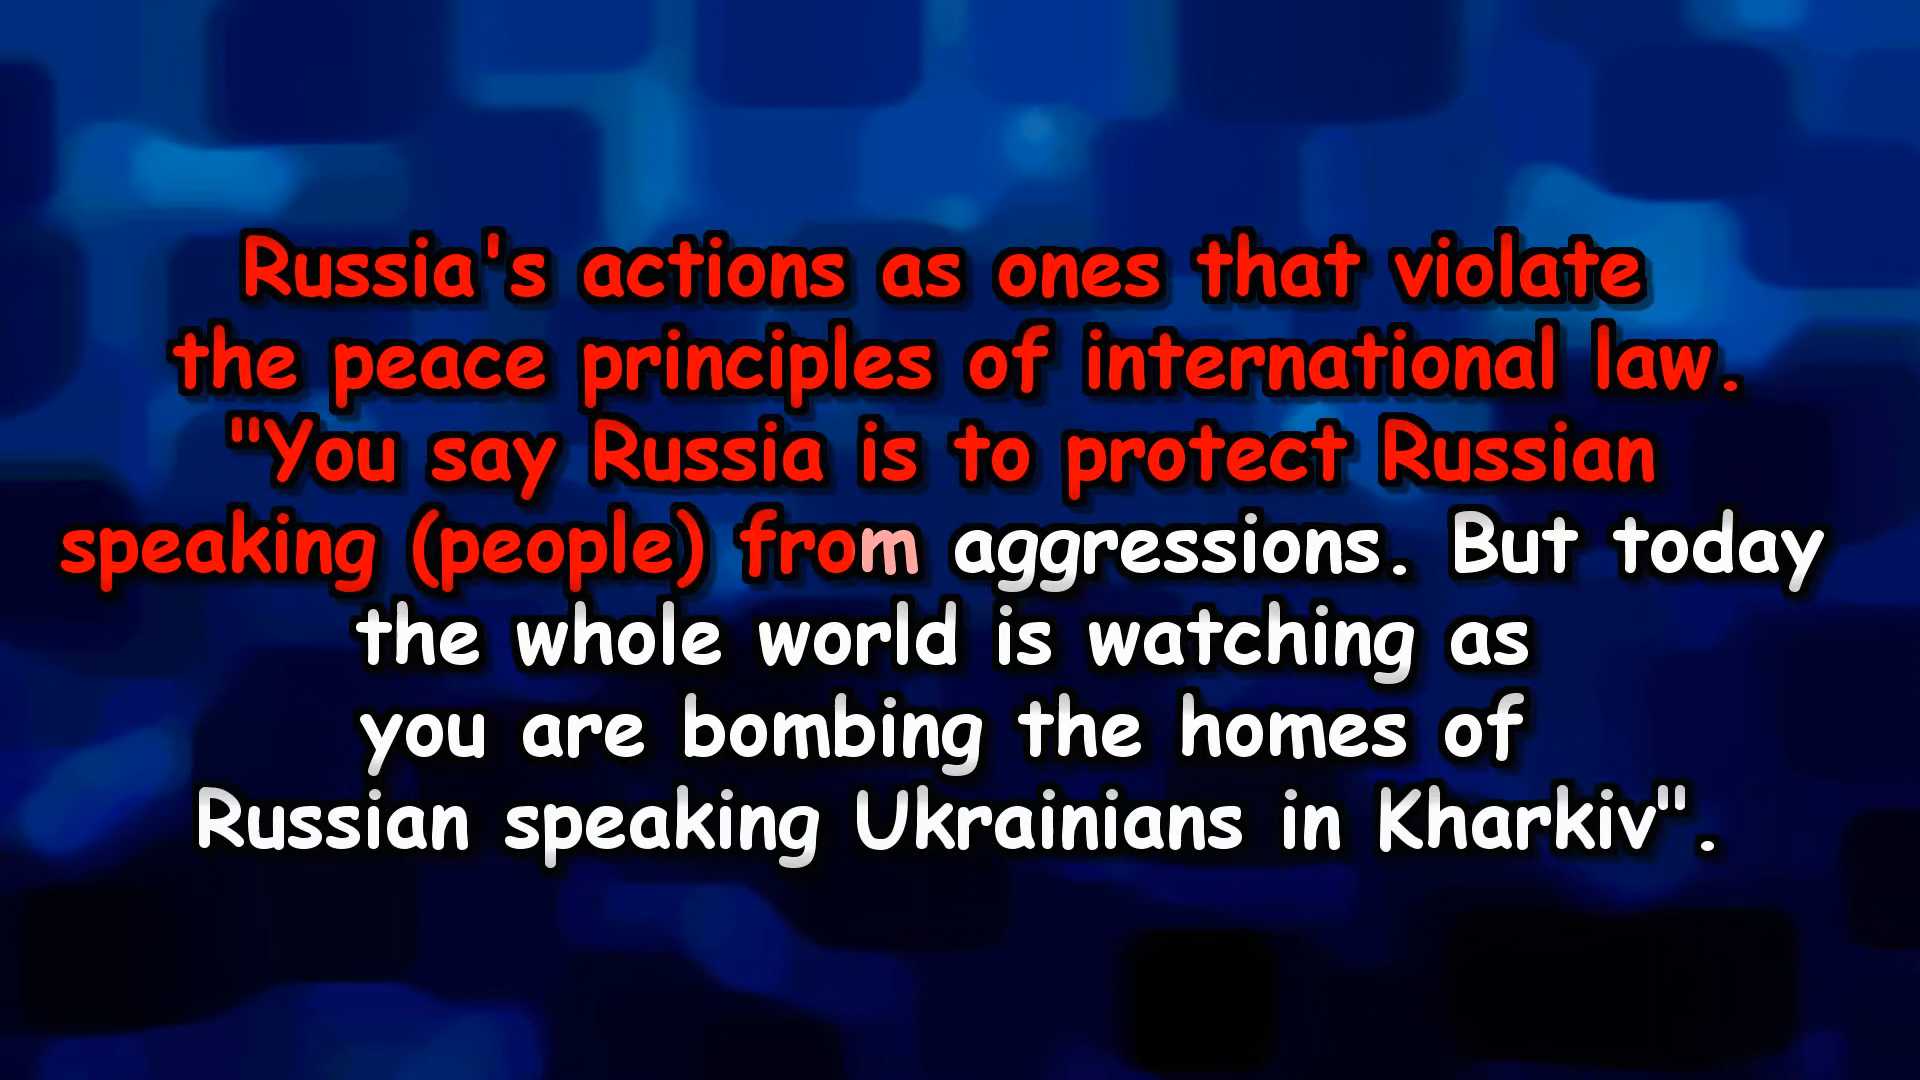 Russia's actions as ones that violate
the peace principles of international law.
"You say Russia is to protect Russian
speaking (people) from aggressions. But today
the whole world is watching as
you are bombing the homes of
Russian speaking Ukrainians in Kharkiv".